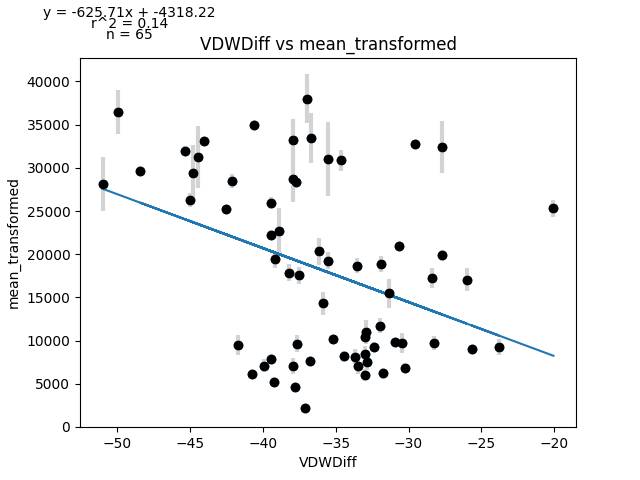 y = -625.71x + -4318.22
r^2 = 0.14
n = 65
VDWDiff vs mean_transformed
40000
35000
30000
25000
20000
15000
10000
5000
0
mean_transformed
−50 −45 −40 −35 −30 −25 −20
VDWDiff